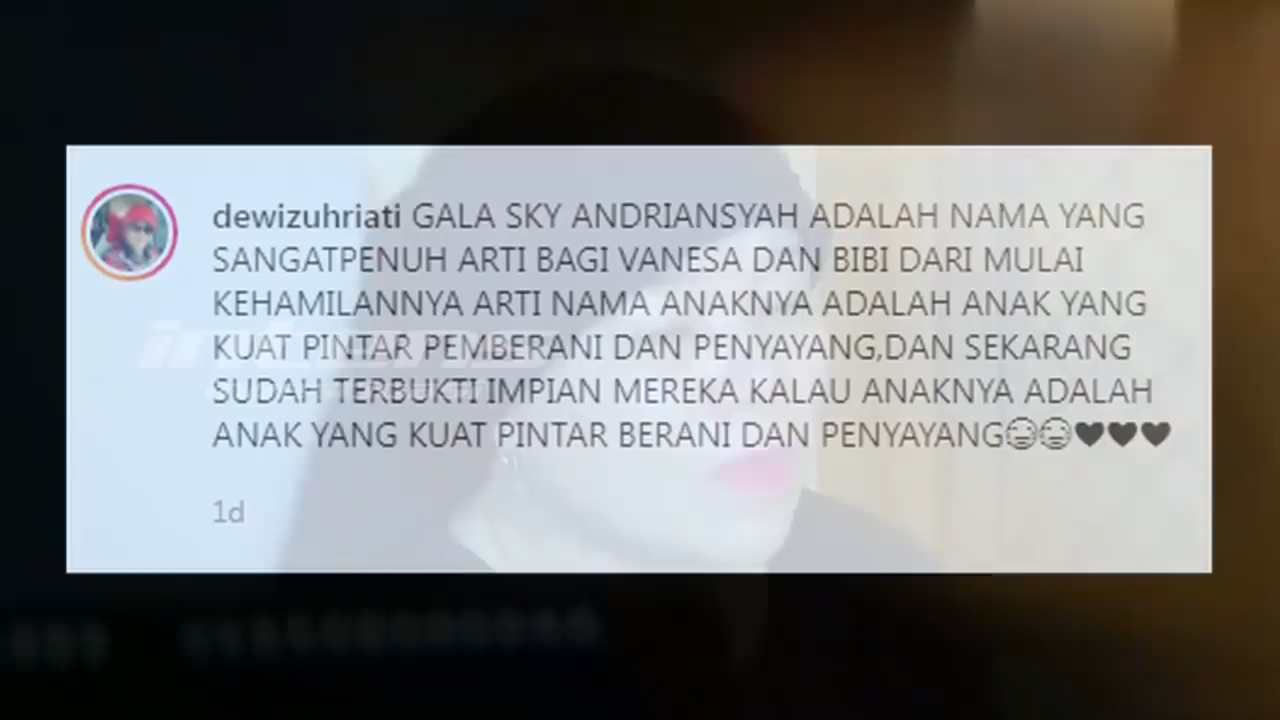 dewizuhriati GALA SKY ANDRIANSYAH ADALAH NAMA YANG
SANGATPENUH ARTI BAGI VANESA DAN BIBI DARI MULAI
KEHAMILANNYA ARTI NAMA ANAKNYA ADALAH ANAK YANG
KUAT PINTAR PEMBERANI DAN PENYAYANG,DAN SEKARANG
SUDAH TERBUKTI IMPIAN MEREKA KALAU ANAKNYA ADALAH
ANAK YANG KUAT PINTAR BERANI DAN PENYAYANG
1d